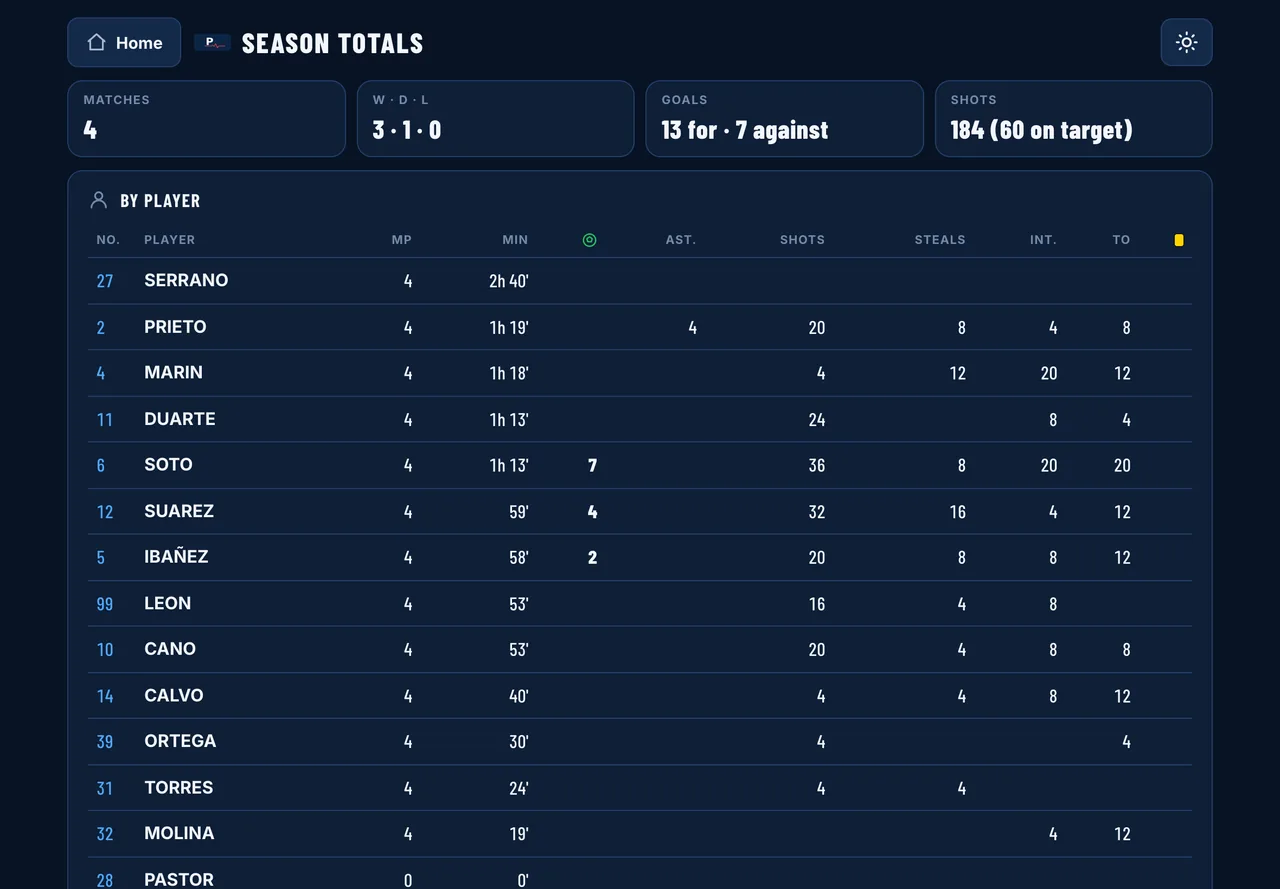 Home
P
SEASON TOTALS
MATCHES
4
W · D · L
3 · 1 · 0
GOALS
13 for · 7 against
SHOTS
184 (60 on target)
BY PLAYER
NO. PLAYER MP MIN AST. SHOTS STEALS INT. TO
27 SERRANO 4 2h 40'
2 PRIETO 4 1h 19' 4 20 8 4 8
4 MARIN 4 1h 18' 4 12 20 12
11 DUARTE 4 1h 13' 24 8 4
6 SOTO 4 1h 13' 7 36 8 20 20
12 SUAREZ 4 59' 4 32 16 4 12
5 IBAÑEZ 4 58' 2 20 8 8 12
99 LEON 4 53' 16 4 8
10 CANO 4 53' 20 4 8 8
14 CALVO 4 40' 4 4 8 12
39 ORTEGA 4 30' 4 4
31 TORRES 4 24' 4 4
32 MOLINA 4 19' 4 12
28 PASTOR 0 0'